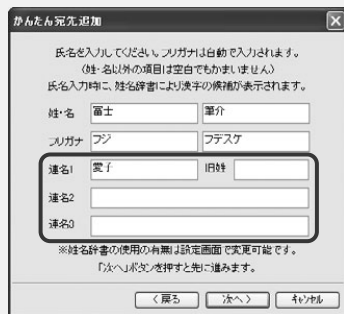 かんたん宛先追加
氏名を入力してください。フリガナは自動で入力されます。
(姓・名以外の項目は空白でもかまいません)
氏名入力時に、姓名辞書により漢字の候補が表示されます。
姓・名 富士 筆介
フリガナ フジ フデスケ
連名1 愛子 旧姓
連名2
連名3
※姓名辞書の使用の有無は設定画面で変更可能です。
「次へ」ボタンを押すと先に進みます。
<戻る 次へ> キャンセル